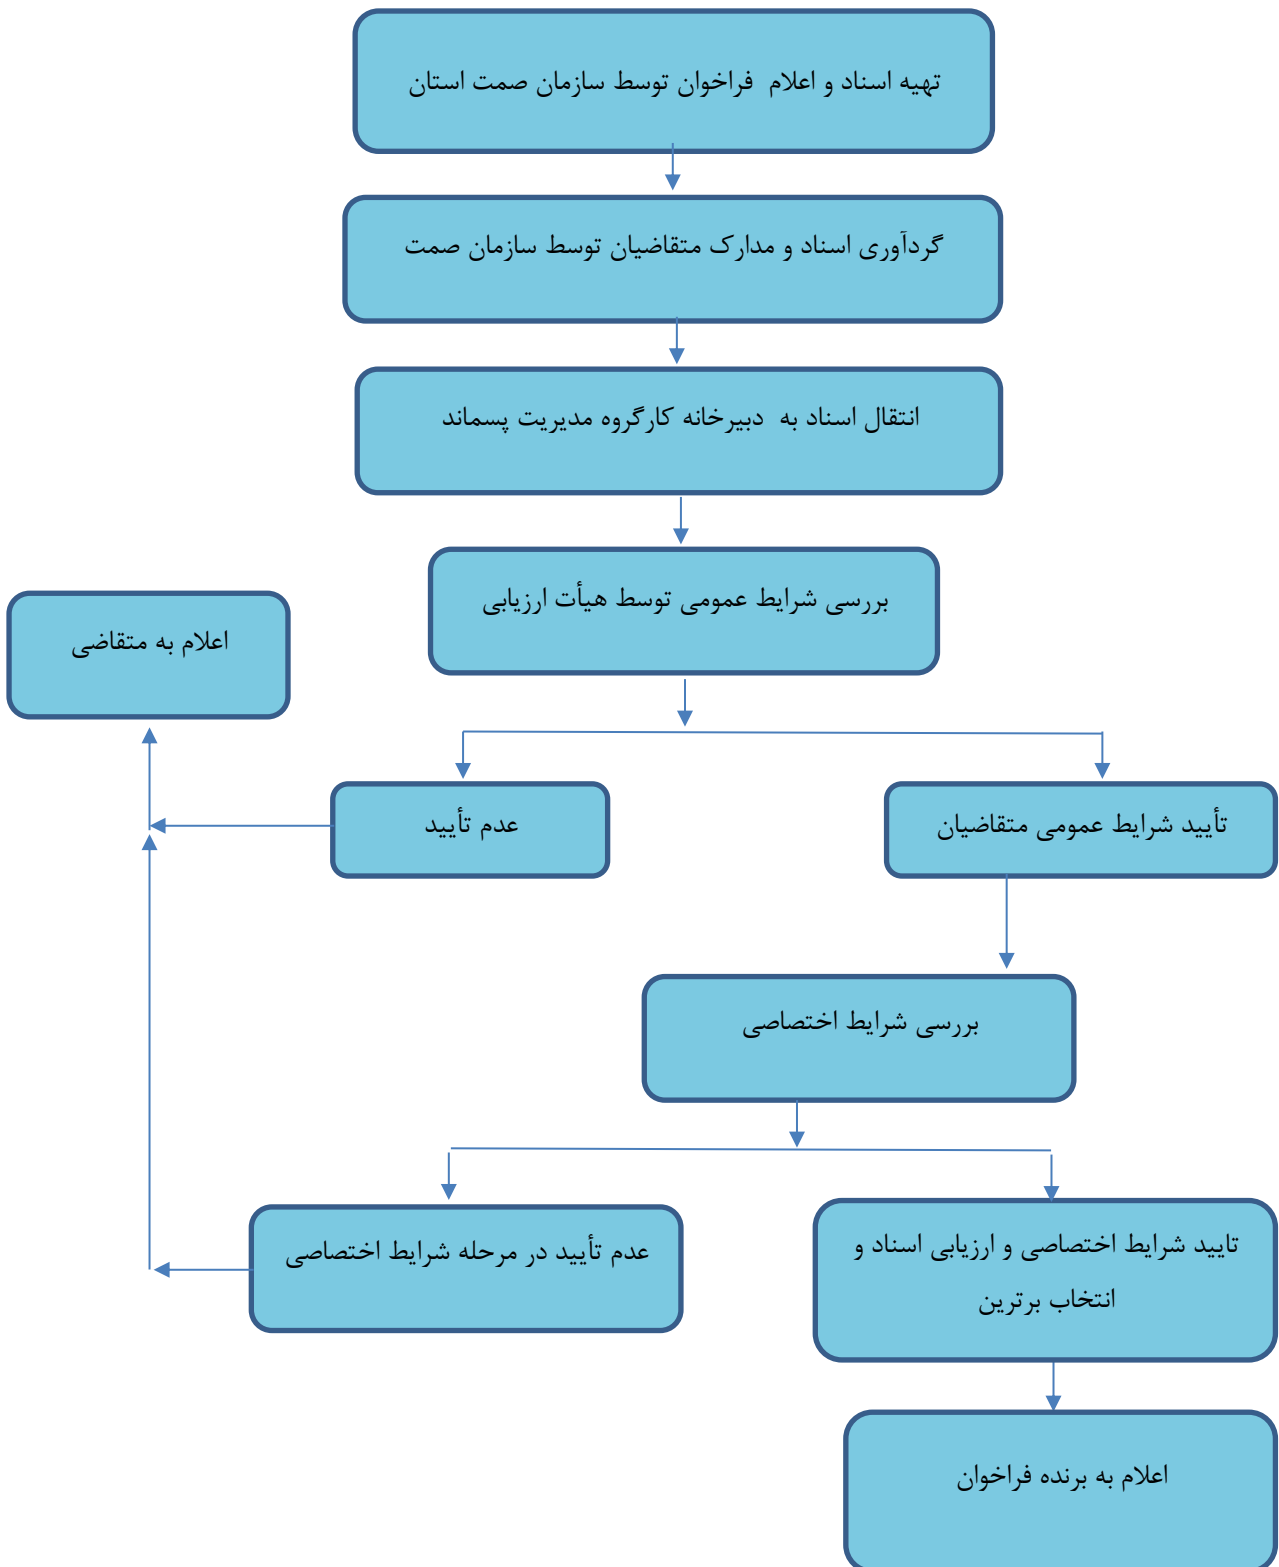 تهیه اسناد و اعلام فراخوان توسط سازمان صمت استان
گردآوری اسناد و مدارک متقاضیان توسط سازمان صمت
انتقال اسناد به دبیرخانه کارگروه مدیریت پسماند
بررسی شرایط عمومی توسط هیأت ارزیابی
اعلام به متقاضی
تأیید شرایط عمومی متقاضیان
عدم تأیید
بررسی شرایط اختصاصی
تایید شرایط اختصاصی و ارزیابی اسناد و
انتخاب برترین
عدم تأیید در مرحله شرایط اختصاصی
اعلام به برنده فراخوان